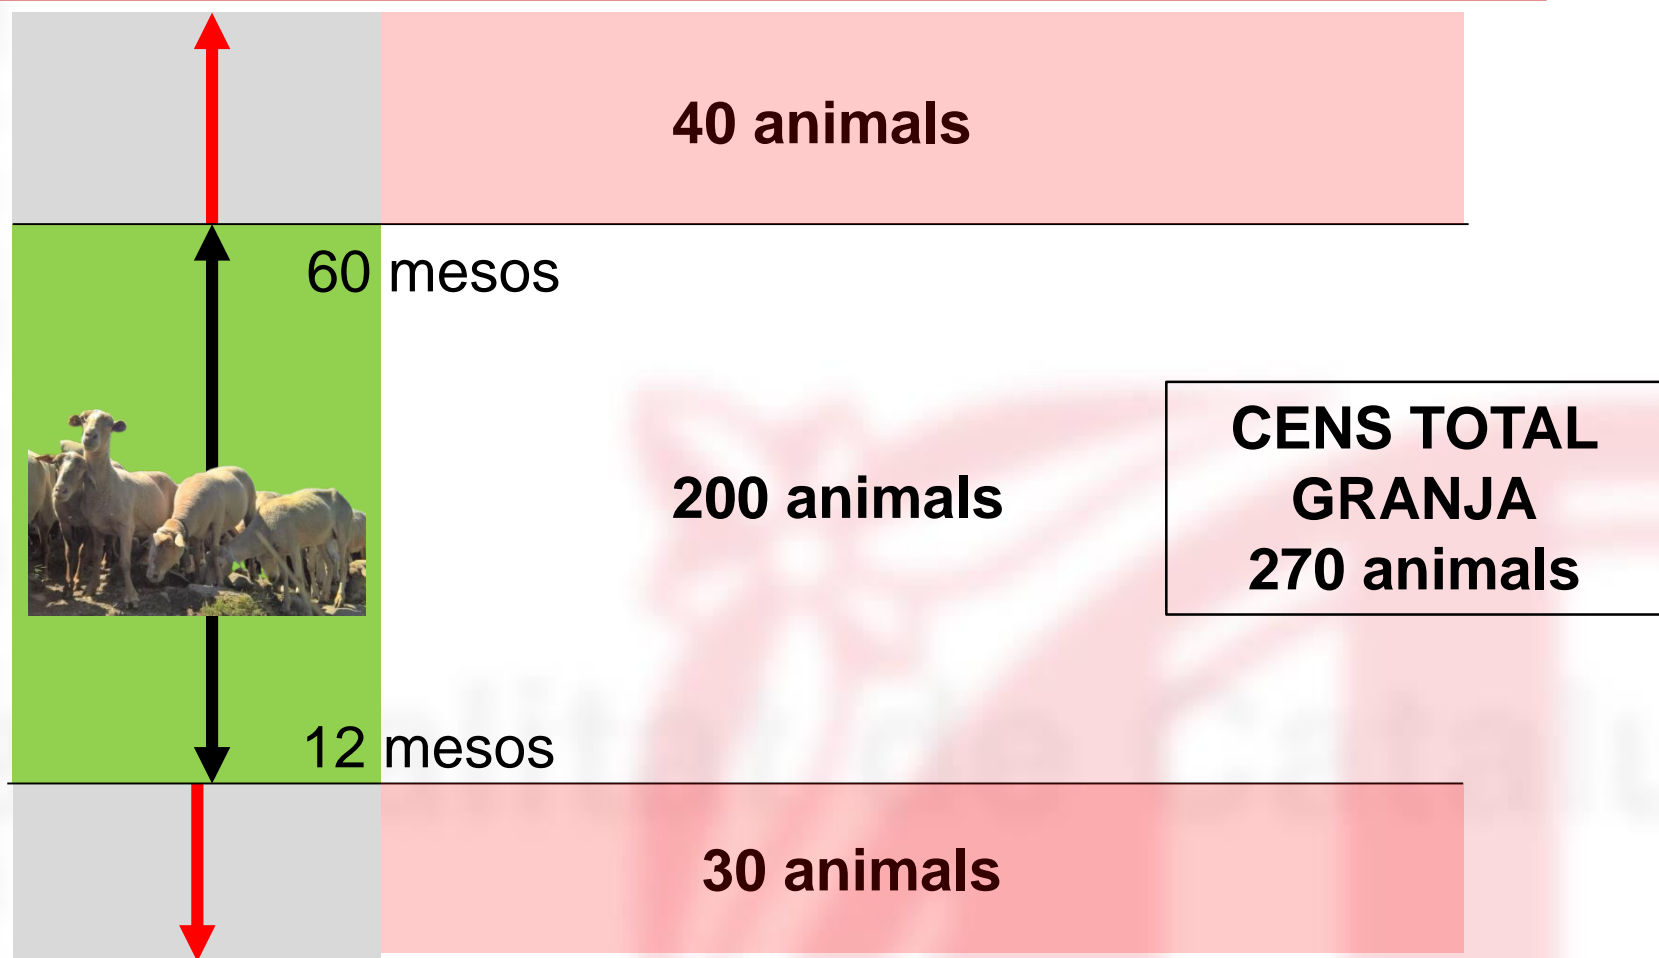 40 animals
60 mesos
200 animals
CENS TOTAL
GRANJA
270 animals
12 mesos
30 animals